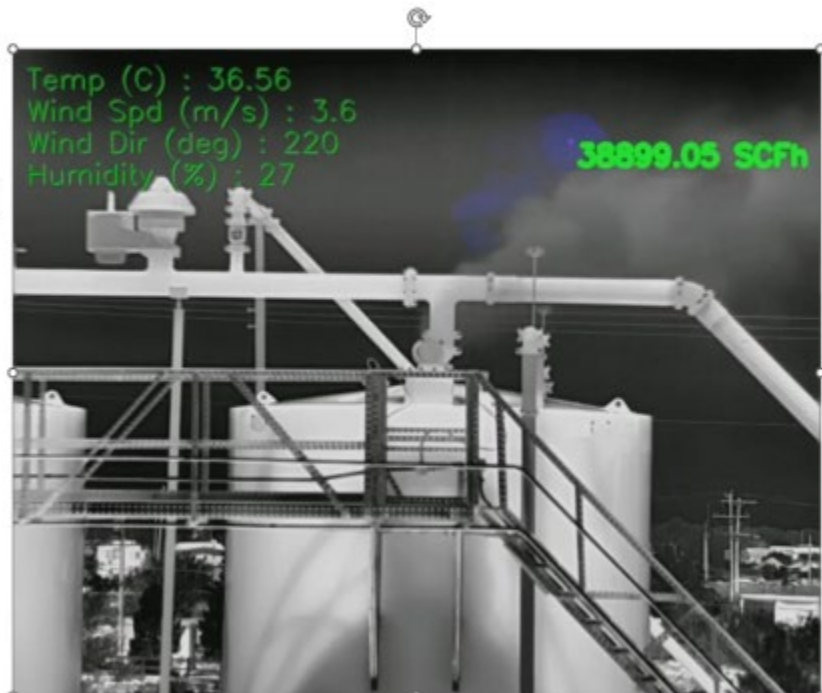 Temp (C) : 36.56
Wind Spd (m/s) : 3.6
Wind Dir (deg) : 220
Humidity (%) : 27
38899.05 SCFh